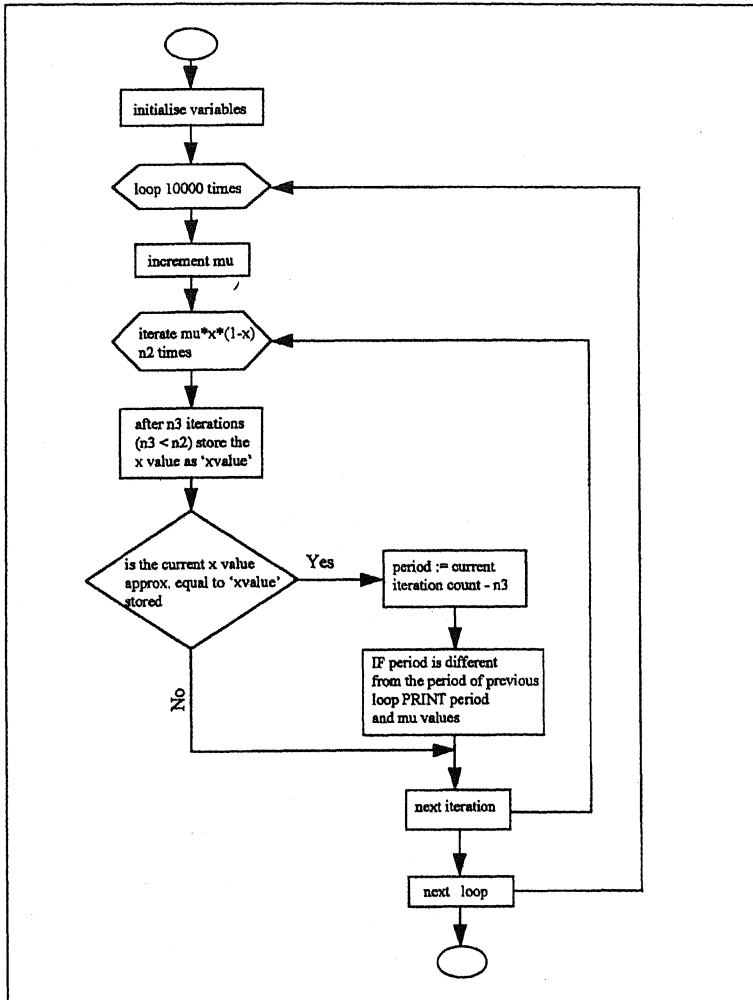 initialise variables
loop 10000 times
increment mu
iterate mu*x*(1-x)
n2 times
after n3 iterations
(n3 < n2) store the
x value as 'xvalue'
is the current x value
approx. equal to 'xvalue'
stored
Yes
period := current
iteration count - n3
IF period is different
from the period of previous
loop PRINT period
and mu values
No
next iteration
next loop